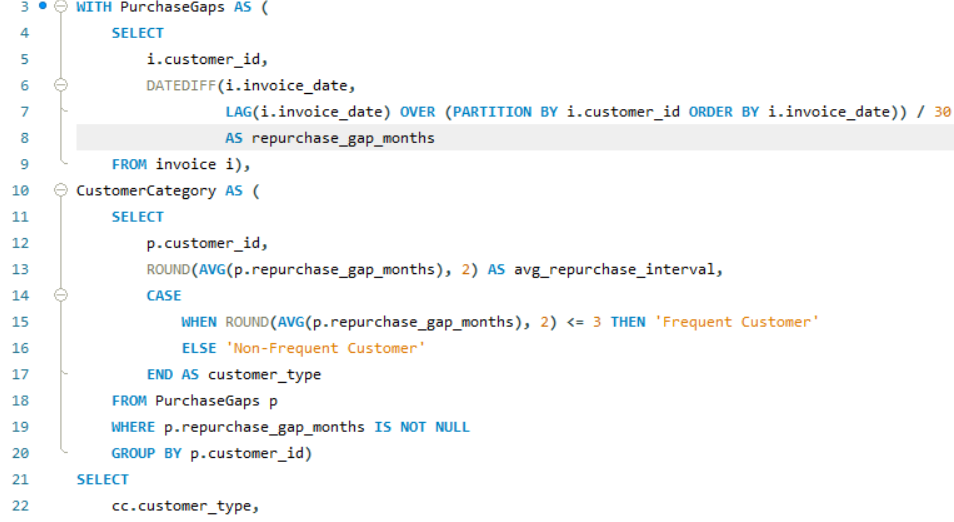 3 WITH PurchaseGaps AS (
4     SELECT
5         i.customer_id,
6         DATEDIFF(i.invoice_date,
7                  LAG(i.invoice_date) OVER (PARTITION BY i.customer_id ORDER BY i.invoice_date)) / 30
8                  AS repurchase_gap_months
9     FROM invoice i),
10 CustomerCategory AS (
11     SELECT
12         p.customer_id,
13         ROUND(AVG(p.repurchase_gap_months), 2) AS avg_repurchase_interval,
14         CASE
15             WHEN ROUND(AVG(p.repurchase_gap_months), 2) <= 3 THEN 'Frequent Customer'
16             ELSE 'Non-Frequent Customer'
17         END AS customer_type
18     FROM PurchaseGaps p
19     WHERE p.repurchase_gap_months IS NOT NULL
20     GROUP BY p.customer_id)
21 SELECT
22     cc.customer_type,